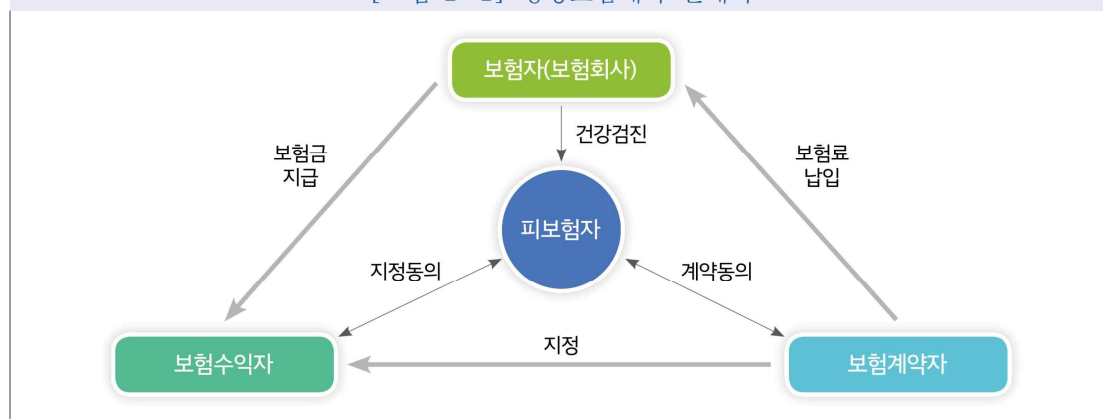 보험자(보험회사)
건강검진
보험금
지급
보험료
납입
피보험자
지정동의
계약동의
지정
보험수익자
보험계약자